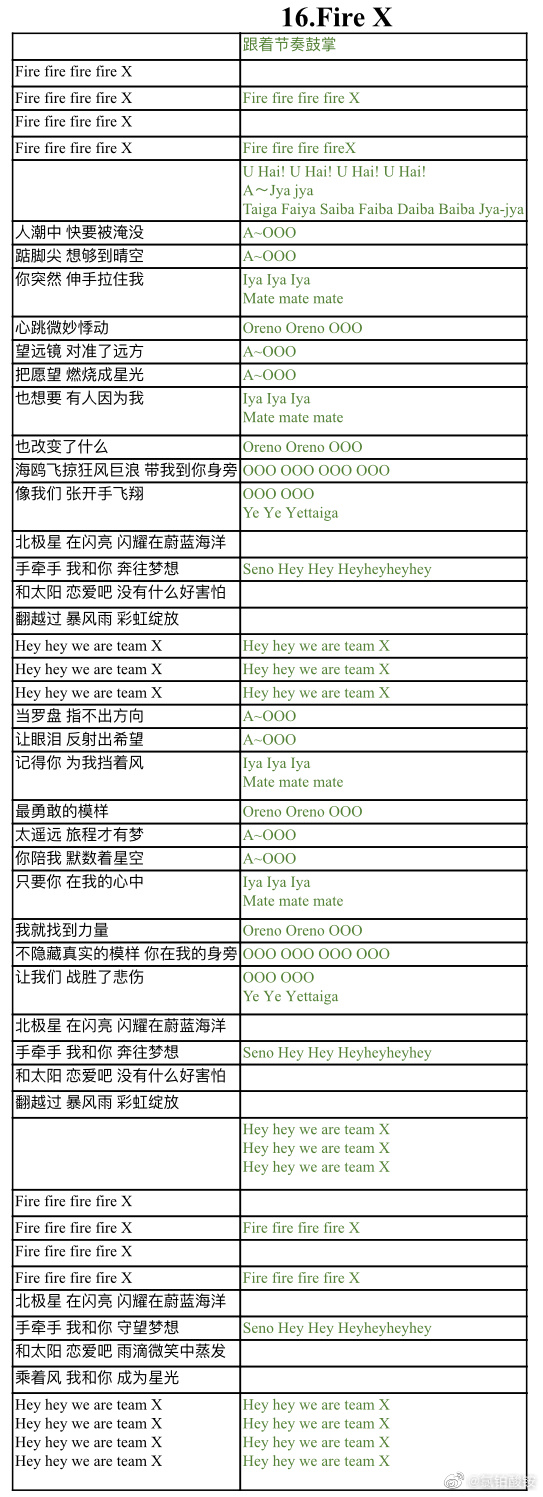 16.Fire X
跟着节奏鼓掌
Fire fire fire fire X
Fire fire fire fire X Fire fire fire fire X
Fire fire fire fire X
Fire fire fire fire X Fire fire fire fireX
U Hai! U Hai! U Hai! U Hai!
A～Jya jya
Taiga Faiya Saiba Faiba Daiba Baiba Jya-jya
人潮中 快要被淹没 A~OOO
踮脚尖 想够到晴空 A~OOO
你突然 伸手拉住我 Iya Iya Iya
Mate mate mate
心跳微妙悸动 Oreno Oreno OOO
望远镜 对准了远方 A~OOO
把愿望 燃烧成星光 A~OOO
也想要 有人因为我 Iya Iya Iya
Mate mate mate
也改变了什么 Oreno Oreno OOO
海鸥飞掠狂风巨浪 带我到你身旁 OOO OOO OOO OOO
像我们 张开手飞翔 OOO OOO
Ye Ye Yettaiga
北极星 在闪亮 闪耀在蔚蓝海洋
手牵手 我和你 奔往梦想 Seno Hey Hey Heyheyheyhey
和太阳 恋爱吧 没有什么好害怕
翻越过 暴风雨 彩虹绽放
Hey hey we are team X Hey hey we are team X
Hey hey we are team X Hey hey we are team X
Hey hey we are team X Hey hey we are team X
当罗盘 指不出方向 A~OOO
让眼泪 反射出希望 A~OOO
记得你 为我挡着风 Iya Iya Iya
Mate mate mate
最勇敢的模样 Oreno Oreno OOO
太遥远 旅程才有梦 A~OOO
你陪我 默数着星空 A~OOO
只要你 在我的心中 Iya Iya Iya
Mate mate mate
我就找到力量 Oreno Oreno OOO
不隐藏真实的模样 你在我的身旁 OOO OOO OOO OOO
让我们 战胜了悲伤 OOO OOO
Ye Ye Yettaiga
北极星 在闪亮 闪耀在蔚蓝海洋
手牵手 我和你 奔往梦想 Seno Hey Hey Heyheyheyhey
和太阳 恋爱吧 没有什么好害怕
翻越过 暴风雨 彩虹绽放
Hey hey we are team X
Hey hey we are team X
Hey hey we are team X
Fire fire fire fire X
Fire fire fire fire X Fire fire fire fire X
Fire fire fire fire X
Fire fire fire fire X Fire fire fire fire X
北极星 在闪亮 闪耀在蔚蓝海洋
手牵手 我和你 守望梦想 Seno Hey Hey Heyheyheyhey
和太阳 恋爱吧 雨滴微笑中蒸发
乘着风 我和你 成为星光
Hey hey we are team X Hey hey we are team X
Hey hey we are team X Hey hey we are team X
Hey hey we are team X Hey hey we are team X
Hey hey we are team X Hey hey we are team X